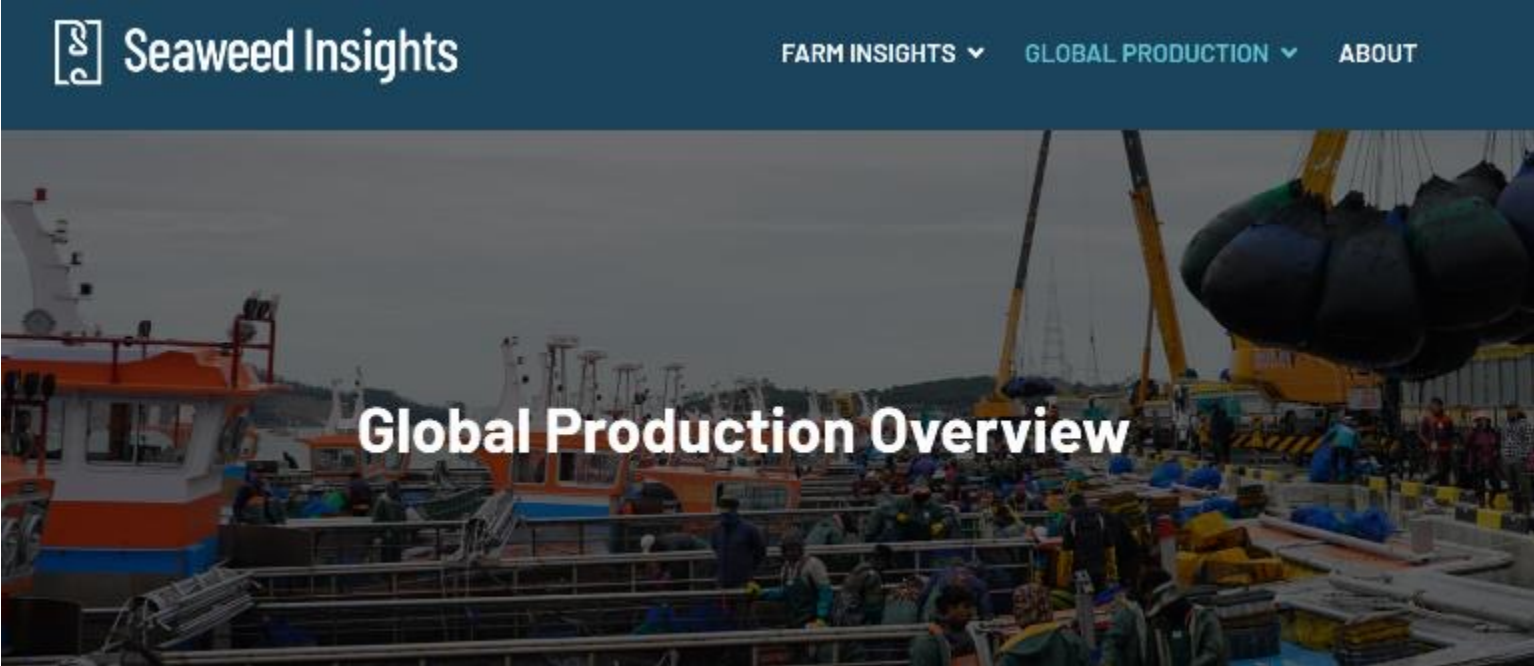 Seaweed Insights
FARM INSIGHTS
GLOBAL PRODUCTION
ABOUT
Global Production Overview